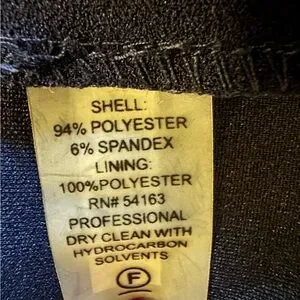 SHELL:
94% POLYESTER
6% SPANDEX
LINING:
100%POLYESTER
RN# 54163
PROFESSIONAL
DRY CLEAN WITH
HYDROCARBON
SOLVENTS
F